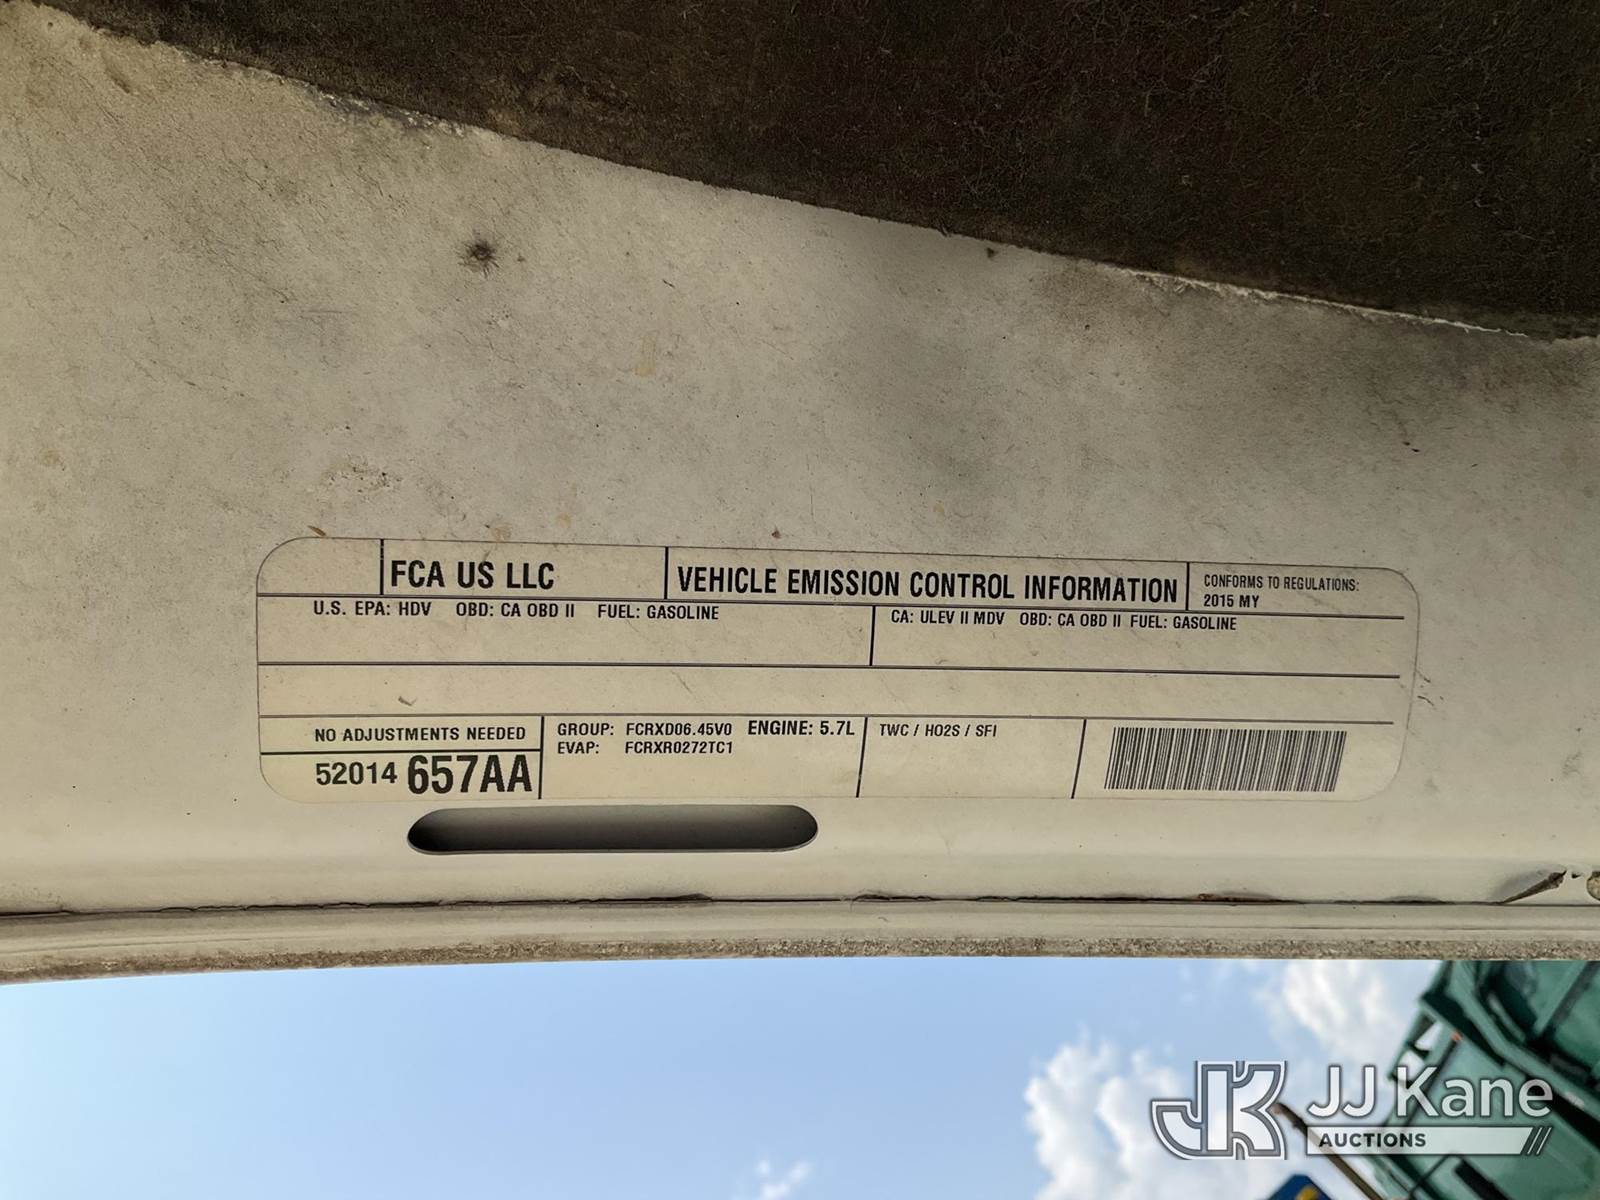 FCA US LLC
VEHICLE EMISSION CONTROL INFORMATION
CONFORMS TO REGULATIONS:
2015 MY
U.S. EPA: HDV OBD: CA OBD II FUEL: GASOLINE
CA: ULEV II MDV OBD: CA OBD II FUEL: GASOLINE
NO ADJUSTMENTS NEEDED
52014 657AA
GROUP: FCRXD06.45V0 ENGINE: 5.7L
EVAP: FCRXR0272TC1
TWC / HO2S / SFI
JK JJ Kane
AUCTIONS